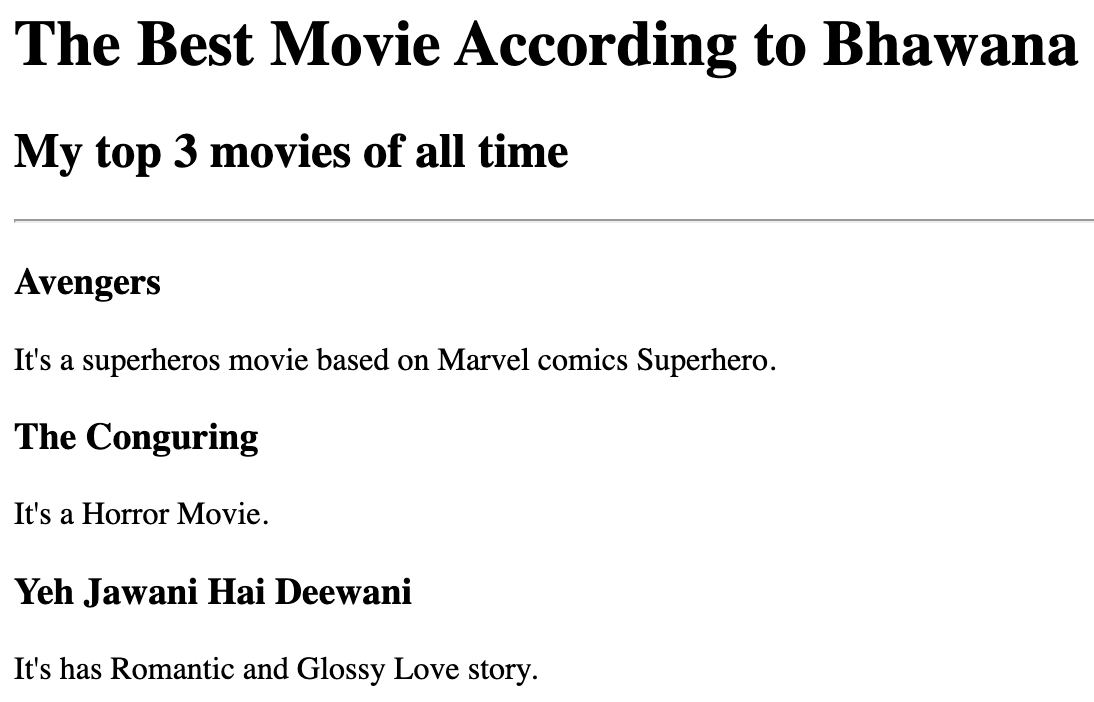 The Best Movie According to Bhawana
My top 3 movies of all time
Avengers
It's a superheros movie based on Marvel comics Superhero.
The Conguring
It's a Horror Movie.
Yeh Jawani Hai Deewani
It's has Romantic and Glossy Love story.